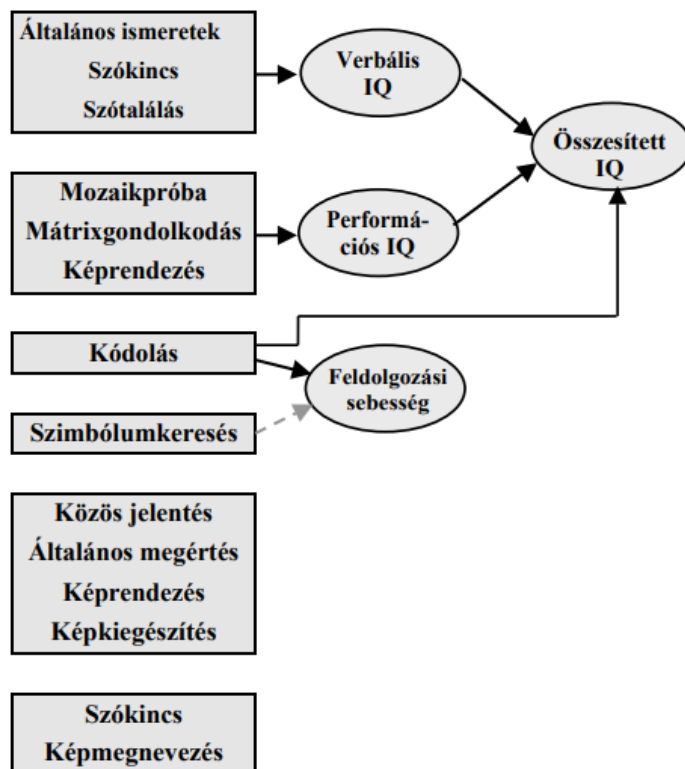 Általános ismeretek
Szókincs
Szótalálás
Verbális
IQ
Összesített
IQ
Mozaikpróba
Mátrixgondolkodás
Képrendezés
Performá-
ciós IQ
Kódolás
Feldolgozási
sebesség
Szimbólumkeresés
Közös jelentés
Általános megértés
Képrendezés
Képkiegészítés
Szókincs
Képmegnevezés